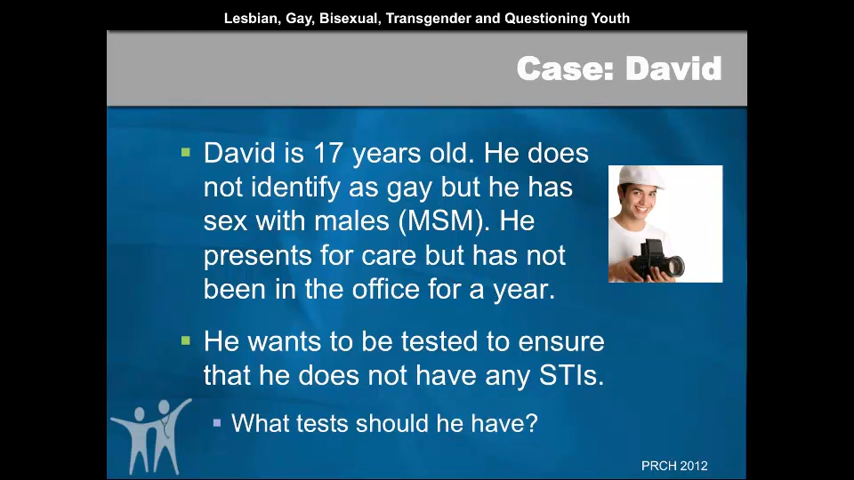 Lesbian, Gay, Bisexual, Transgender and Questioning Youth
Case: David
David is 17 years old. He does
not identify as gay but he has
sex with males (MSM). He
presents for care but has not
been in the office for a year.
He wants to be tested to ensure
that he does not have any STIs.
What tests should he have?
PRCH 2012